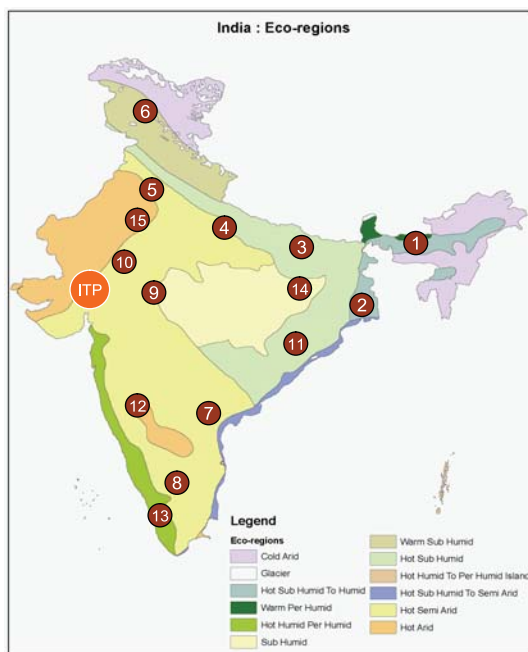 India : Eco-regions
6
5
15
4
3
1
10
ITP
9
14
2
11
12
7
8
13
Legend
Eco-regions
Cold Arid
Glacier
Hot Sub Humid To Humid
Warm Per Humid
Hot Humid Per Humid
Sub Humid
Warm Sub Humid
Hot Sub Humid
Hot Humid To Per Humid Island
Hot Sub Humid To Semi Arid
Hot Semi Arid
Hot Arid